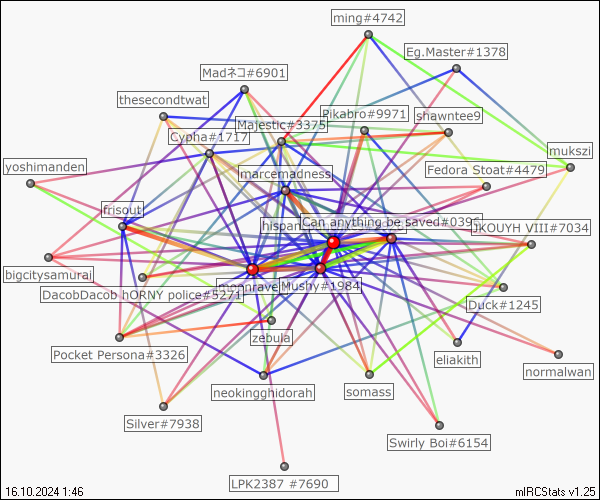 ming#4742
Eg.Master#1378
Madネコ#6901
thesecondtwat
Pikabro#9971
shawntee9
Majestic#3375
Cypha#1717
mukszi
yoshimanden
Fedora Stoat#4479
marcemadness
frisout
Can anything be saved#039
hispan
JKOUYH VIII#7034
bigcitysamurai
moonrave
Mushy#1984
DacobDacob hORNY police#5271
Duck#1245
zebula
Pocket Persona#3326
eliakith
normalwan
neokingghidorah
somass
Silver#7938
Swirly Boi#6154
LPK2387 #7690
16.10.2024 1:46
mIRCStats v1.25